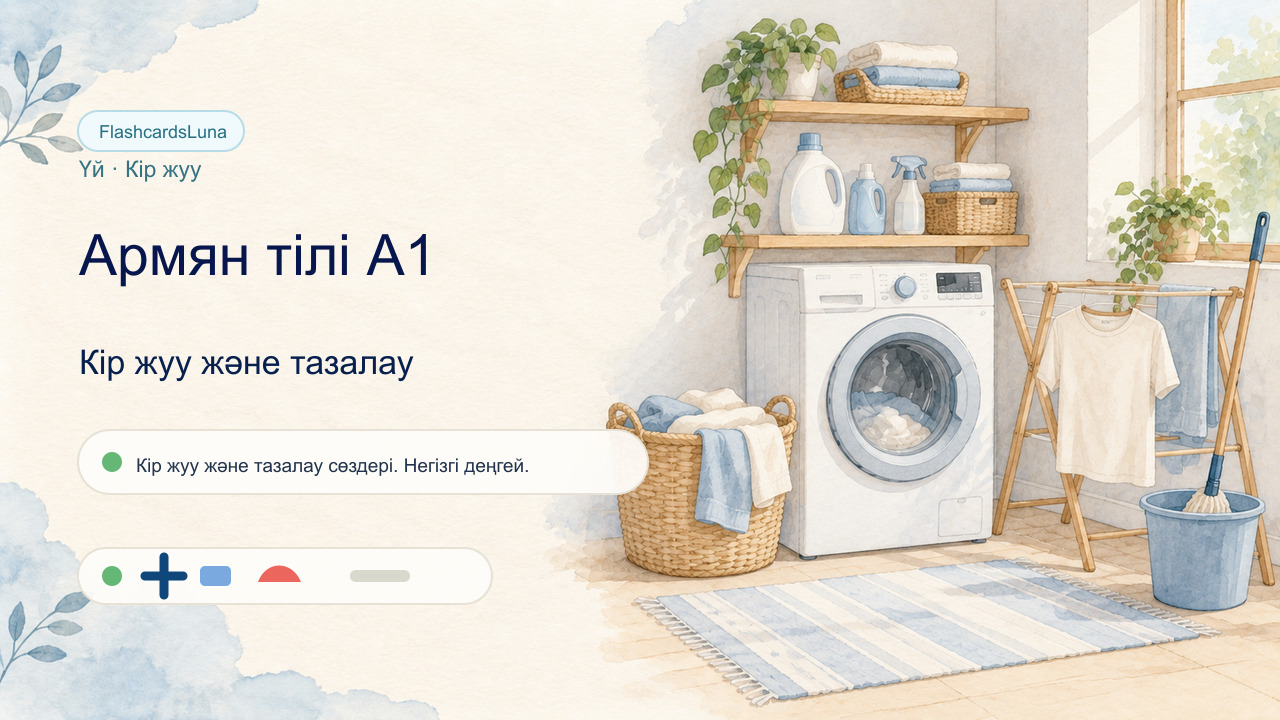 FlashcardsLuna
Үй · Кір жуу
Армян тілі A1
Кір жуу және тазалау
Кір жуу және тазалау сөздері. Негізгі деңгей.